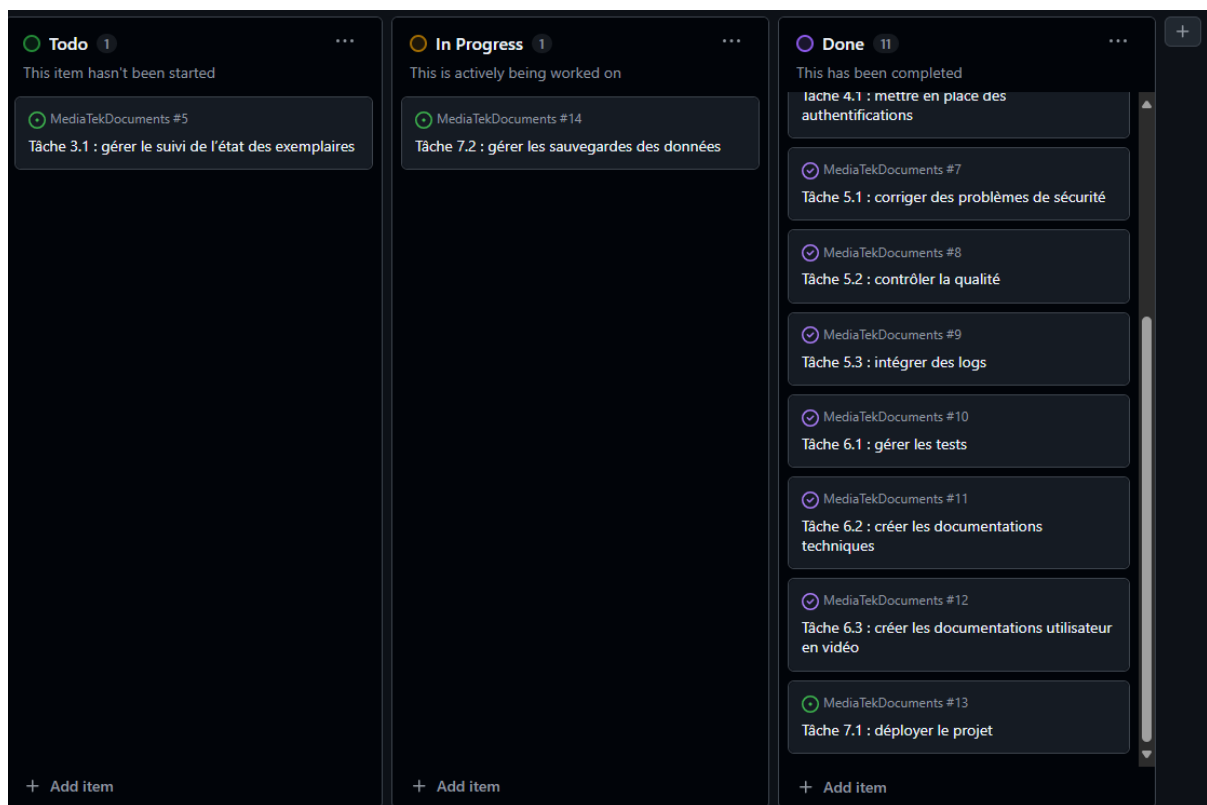 Todo 1
This item hasn't been started
MediaTekDocuments #5
Tâche 3.1 : gérer le suivi de l'état des exemplaires
+ Add item
In Progress 1
This is actively being worked on
MediaTekDocuments #14
Tâche 7.2 : gérer les sauvegardes des données
+ Add item
Done 11
This has been completed
Tâche 4.1 : mettre en place des
authentifications
MediaTekDocuments #7
Tâche 5.1 : corriger des problèmes de sécurité
MediaTekDocuments #8
Tâche 5.2 : contrôler la qualité
MediaTekDocuments #9
Tâche 5.3 : intégrer des logs
MediaTekDocuments #10
Tâche 6.1 : gérer les tests
MediaTekDocuments #11
Tâche 6.2 : créer les documentations
techniques
MediaTekDocuments #12
Tâche 6.3 : créer les documentations utilisateur
en vidéo
MediaTekDocuments #13
Tâche 7.1 : déployer le projet
+ Add item
+